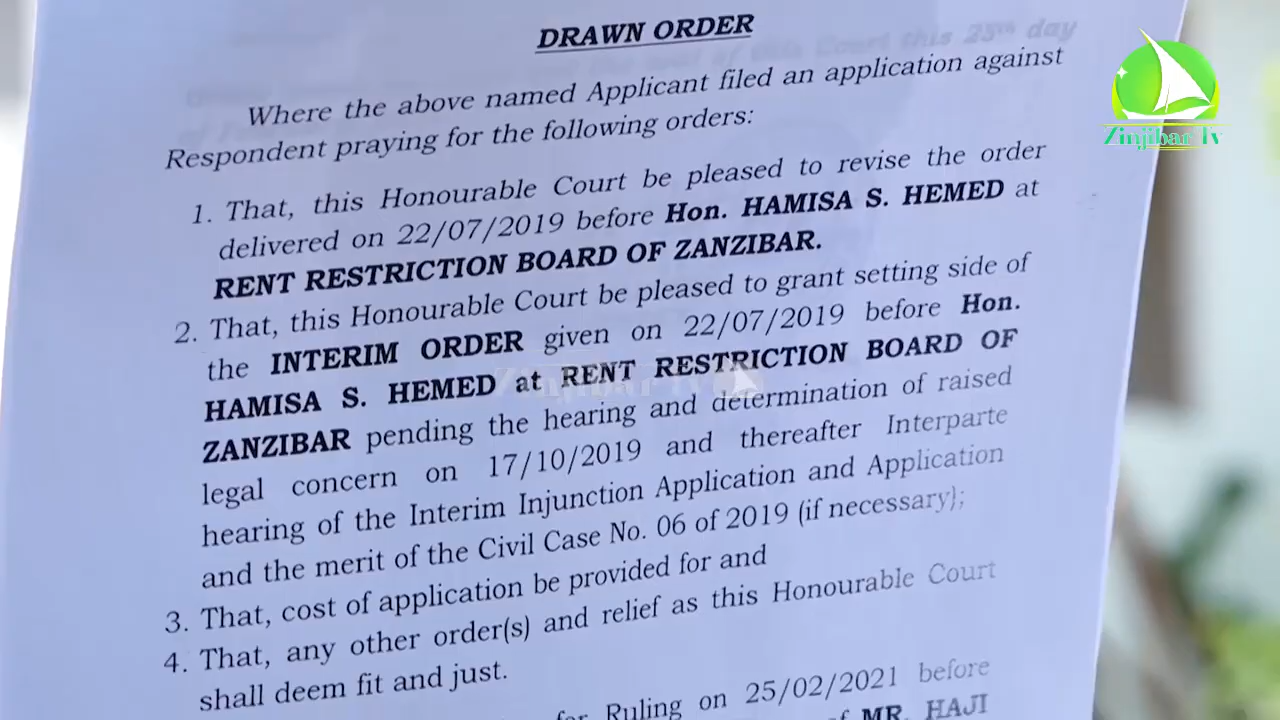 DRAWN ORDER
Where the above named Applicant filed an application against
Respondent praying for the following orders:
1. That, this Honourable Court be pleased to revise the order
delivered on 22/07/2019 before Hon. HAMISA S. HEMED at
RENT RESTRICTION BOARD OF ZANZIBAR.
2. That, this Honourable Court be pleased to grant setting side of
the INTERIM ORDER given on 22/07/2019 before Hon.
HAMISA S. HEMED at RENT RESTRICTION BOARD OF
ZANZIBAR pending the hearing and determination of raised
legal concern on 17/10/2019 and thereafter Interparte
hearing of the Interim Injunction Application and Application
and the merit of the Civil Case No. 06 of 2019 (if necessary);
3. That, cost of application be provided for and
4. That, any other order(s) and relief as this Honourable Court
shall deem fit and just.
for Ruling on 25/02/2021 before
of MR. HAJI
Zinjibar Tv
Zinjibar Tv